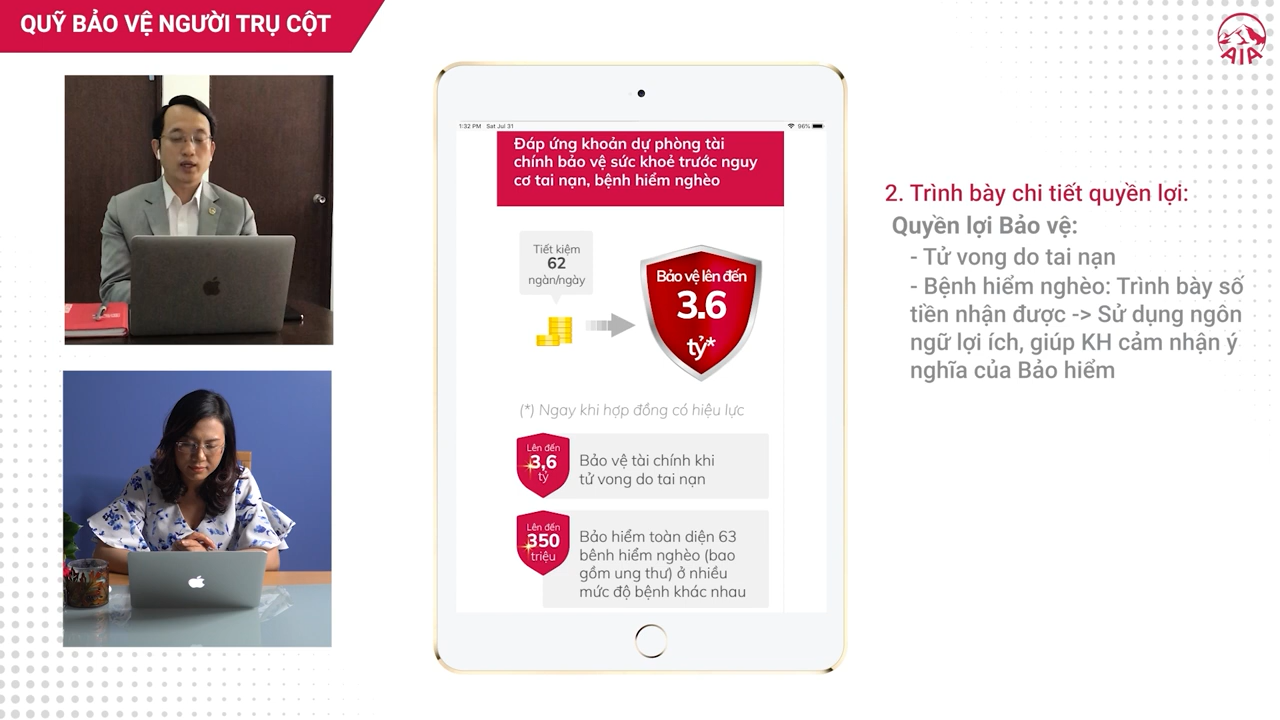 QUỸ BẢO VỆ NGƯỜI TRỤ CỘT
AIA
1:32 PM Sat Jul 31
96%
Đáp ứng khoản dự phòng tài
chính bảo vệ sức khoẻ trước nguy
cơ tai nạn, bệnh hiểm nghèo
Tiết kiệm
62
ngàn/ngày
Bảo vệ lên đến
3.6
tỷ*
(*) Ngay khi hợp đồng có hiệu lực
Lên đến
3,6
tỷ
Bảo vệ tài chính khi
tử vong do tai nạn
Lên đến
350
triệu
Bảo hiểm toàn diện 63
bênh hiểm nghèo (bao
gồm ung thư) ở nhiều
mức độ bệnh khác nhau
2. Trình bày chi tiết quyền lợi:
Quyền lợi Bảo vệ:
- Tử vong do tai nạn
- Bệnh hiểm nghèo: Trình bày số
tiền nhận được -> Sử dụng ngôn
ngữ lợi ích, giúp KH cảm nhận ý
nghĩa của Bảo hiểm